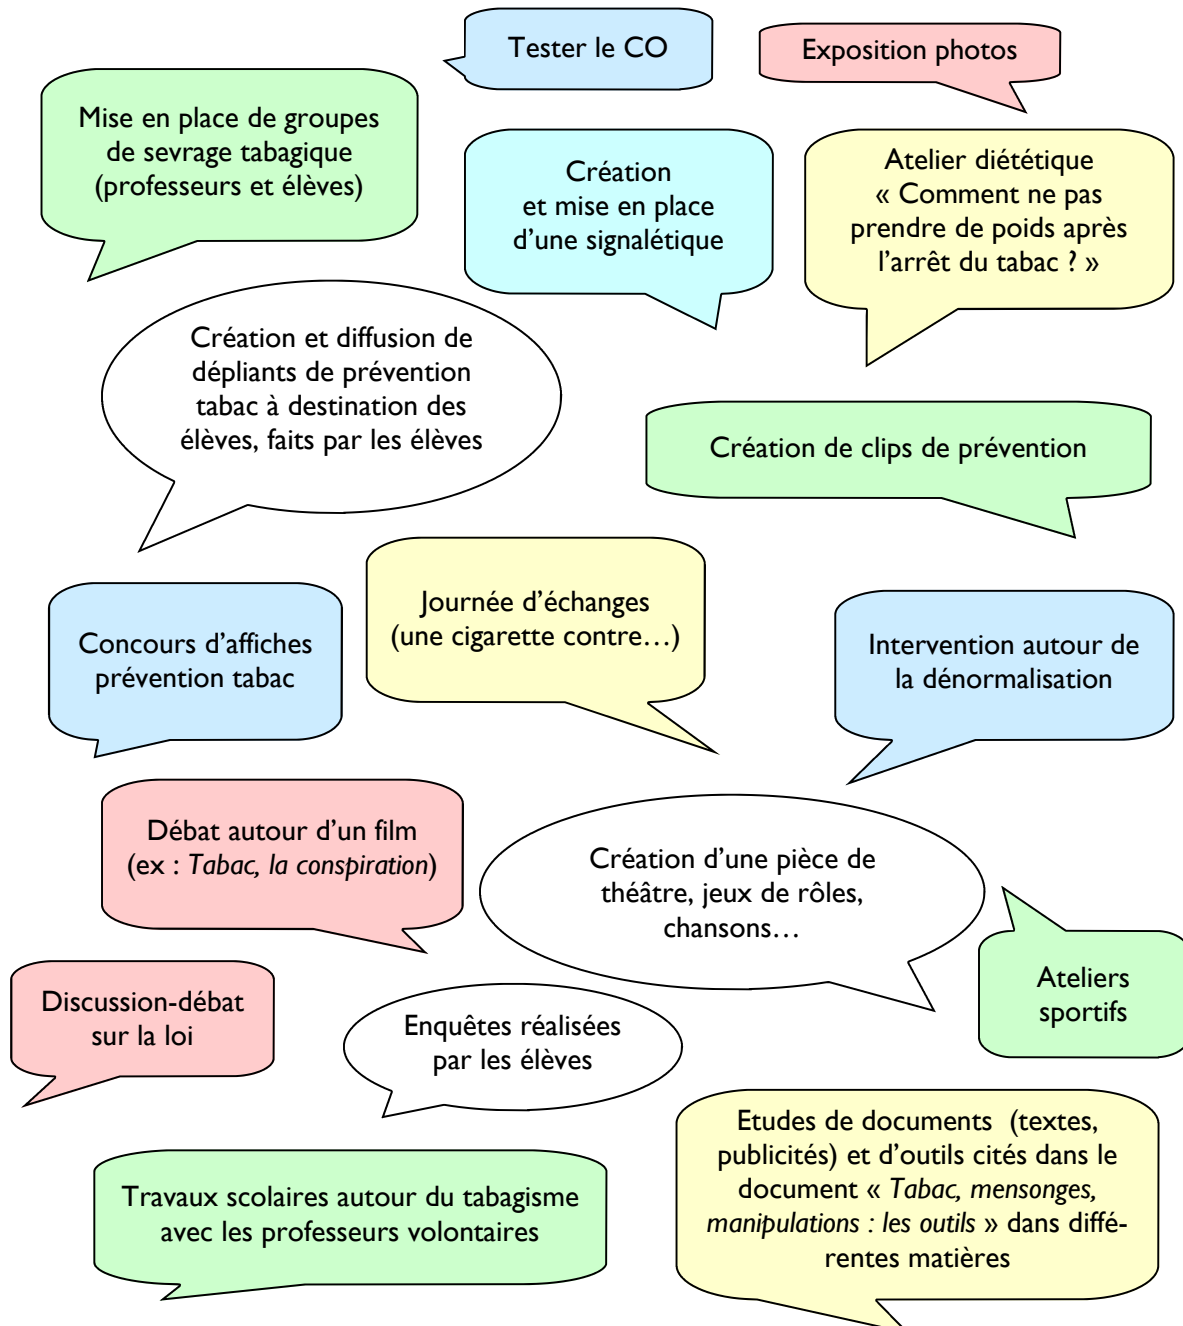 Tester le CO
Exposition photos
Mise en place de groupes
de sevrage tabagique
(professeurs et élèves)
Création
et mise en place
d’une signalétique
Atelier diététique
« Comment ne pas
prendre de poids après
l’arrêt du tabac ? »
Création et diffusion de
dépliants de prévention
tabac à destination des
élèves, faits par les élèves
Création de clips de prévention
Journée d’échanges
(une cigarette contre…)
Concours d’affiches
prévention tabac
Intervention autour de
la dénormalisation
Débat autour d’un film
(ex : Tabac, la conspiration)
Création d’une pièce de
théâtre, jeux de rôles,
chansons…
Ateliers
sportifs
Discussion-débat
sur la loi
Enquêtes réalisées
par les élèves
Etudes de documents  (textes,
publicités) et d’outils cités dans le
document « Tabac, mensonges,
manipulations : les outils » dans diffé-
rentes matières
Travaux scolaires autour du tabagisme
avec les professeurs volontaires